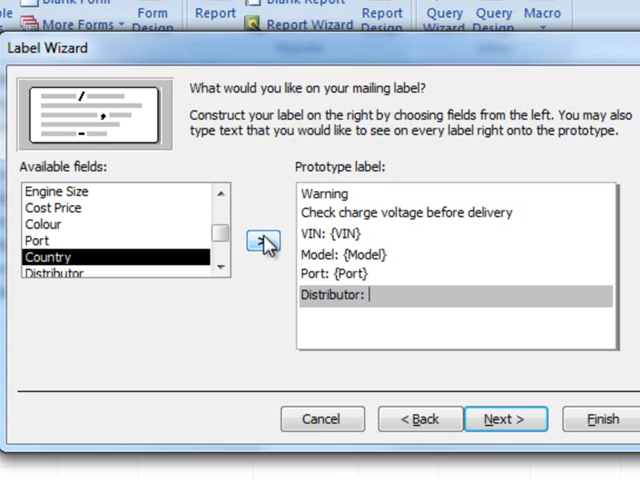 Blank Form
More Forms
Form
Design
Report
Blank Report
Report Wizard
Report
Design
Query
Wizard
Query
Design
Macro
Label Wizard
What would you like on your mailing label?
Construct your label on the right by choosing fields from the left. You may also
type text that you would like to see on every label right onto the prototype.
Available fields:
Prototype label:
Engine Size
Cost Price
Colour
Port
Country
Distributor
Warning
Check charge voltage before delivery
VIN: {VIN}
Model: {Model}
Port: {Port}
Distributor:
Cancel
< Back
Next >
Finish